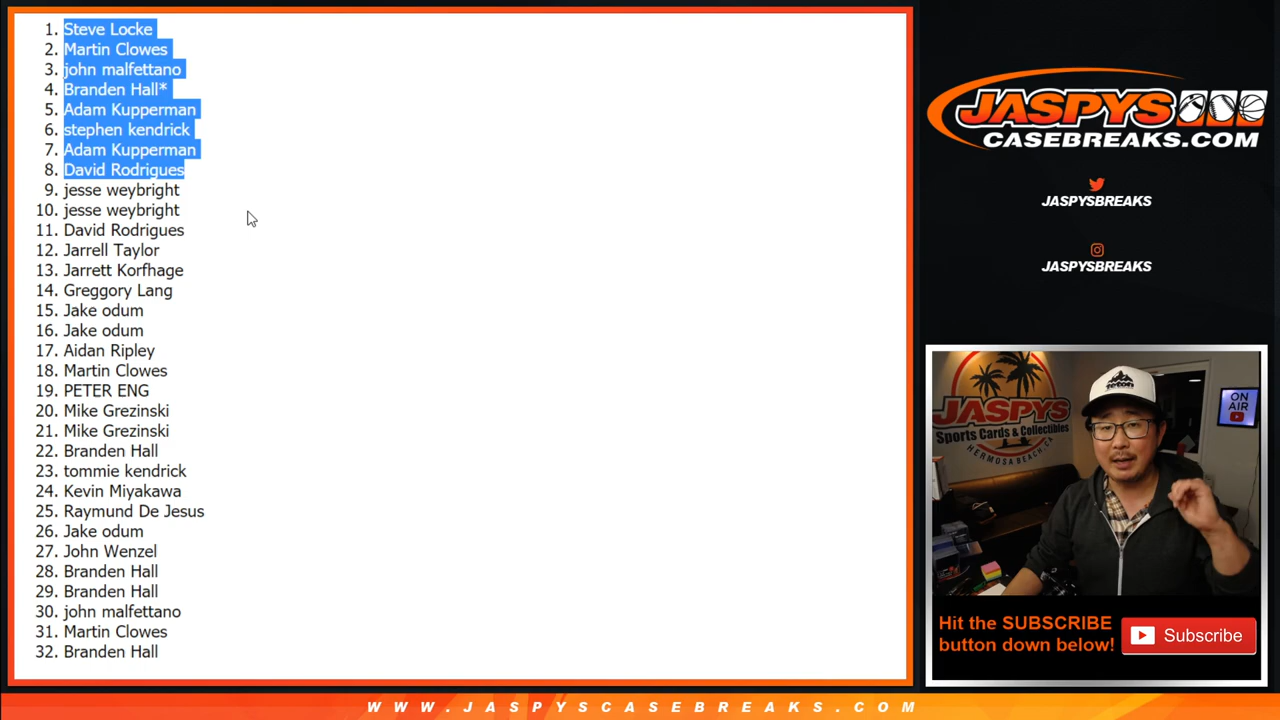 1. Steve Locke
2. Martin Clowes
3. john malfettano
4. Branden Hall*
5. Adam Kupperman
6. stephen kendrick
7. Adam Kupperman
8. David Rodrigues
9. jesse weybright
10. jesse weybright
11. David Rodrigues
12. Jarrell Taylor
13. Jarrett Korfhage
14. Greggory Lang
15. Jake odum
16. Jake odum
17. Aidan Ripley
18. Martin Clowes
19. PETER ENG
20. Mike Grezinski
21. Mike Grezinski
22. Branden Hall
23. tommie kendrick
24. Kevin Miyakawa
25. Raymund De Jesus
26. Jake odum
27. John Wenzel
28. Branden Hall
29. Branden Hall
30. john malfettano
31. Martin Clowes
32. Branden Hall
JASPYS
CASEBREAKS.COM
JASPYSBREAKS
JASPYSBREAKS
JASPYS
Sports Cards & Collectibles
HERMOSA BEACH, CA
teton
ON
AIR
Hit the SUBSCRIBE
button down below!
Subscribe
WWW.JASPYSCASEBREAKS.COM